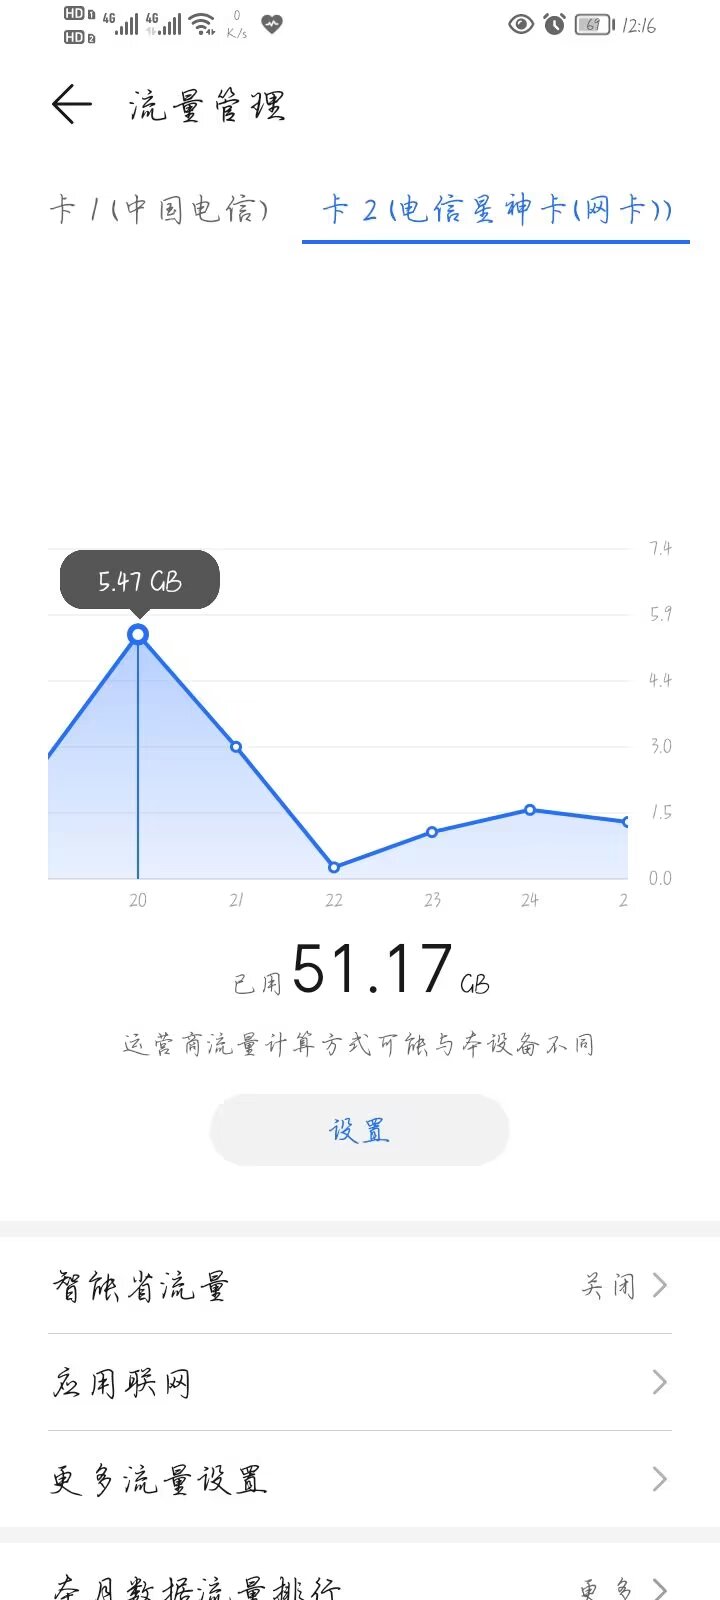 HD 1 4G 4G 0 K/s 69 12:16
HD 2
流量管理
卡 1 (中国电信) 卡 2 (电信星神卡(网卡))
7.4
5.47 GB
5.9
4.4
3.0
1.5
0.0
20 21 22 23 24 2
已用 51.17 GB
运营商流量计算方式可能与本设备不同
设置
智能省流量 关闭
应用联网
更多流量设置
本月数据流量排行 更多